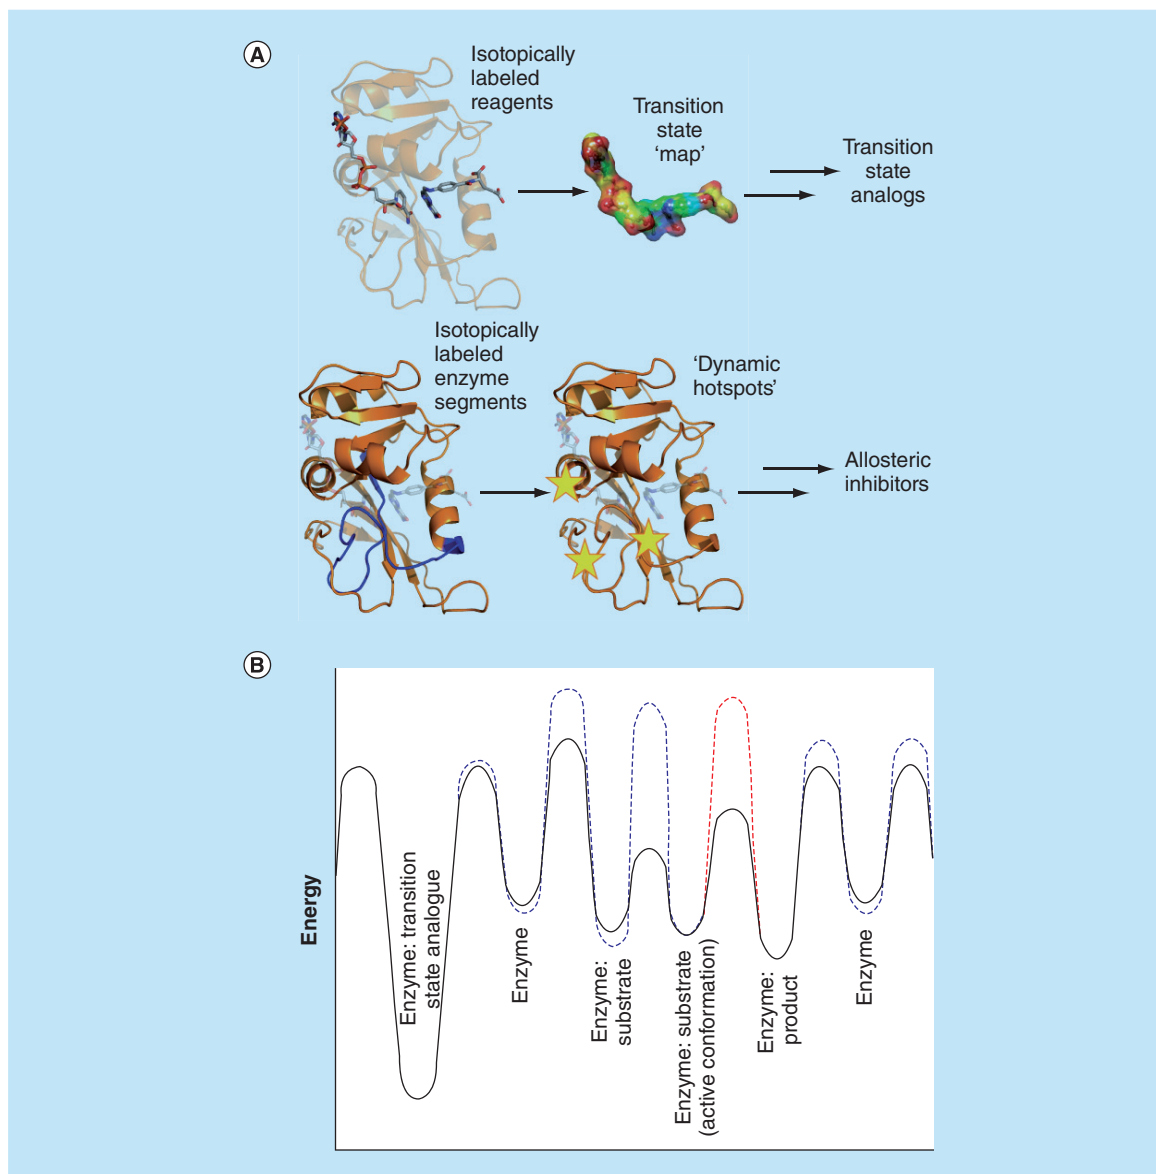 A
Isotopically
labeled
reagents
Transition
state
‘map’
Transition
state
analogs
Isotopically
labeled
enzyme
segments
‘Dynamic
hotspots’
Allosteric
inhibitors
B
Energy
Enzyme: transition
state analogue
Enzyme
Enzyme:
substrate
Enzyme: substrate
(active conformation)
Enzyme:
product
Enzyme